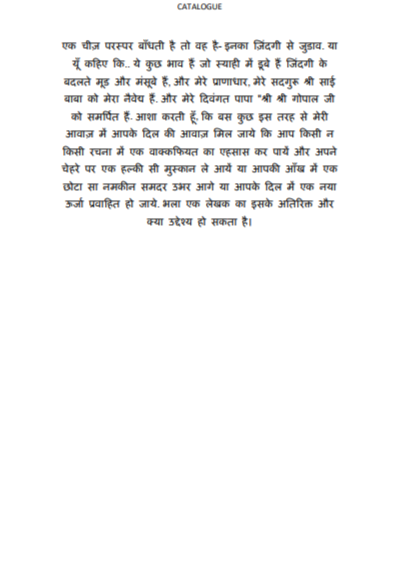 CATALOGUE
एक चीज़ परस्पर बाँधती है तो वह है- इनका ज़िंदगी से जुडाव. या
यूँ कहिए कि.. ये कुछ भाव हैं जो स्याही में डूबे हैं ज़िंदगी के
बदलते मूड और मंसूबे हैं, और मेरे प्राणाधार, मेरे सदगुरू श्री साई
बाबा को मेरा नैवेद्य हैं. और मेरे दिवंगत पापा "श्री श्री गोपाल जी
को समर्पित हैं. आशा करती हूँ, कि बस कुछ इस तरह से मेरी
आवाज़ में आपके दिल की आवाज़ मिल जाये कि आप किसी न
किसी रचना में एक वाक्कफियत का एहसास कर पायें और अपने
चेहरे पर एक हल्की सी मुस्कान ले आयें या आपकी आँख में एक
छोटा सा नमकीन समदर उभर आगे या आपके दिल में एक नया
ऊर्जा प्रवाहित हो जाये. भला एक लेखक का इसके अतिरिक्त और
क्या उद्देश्य हो सकता है।